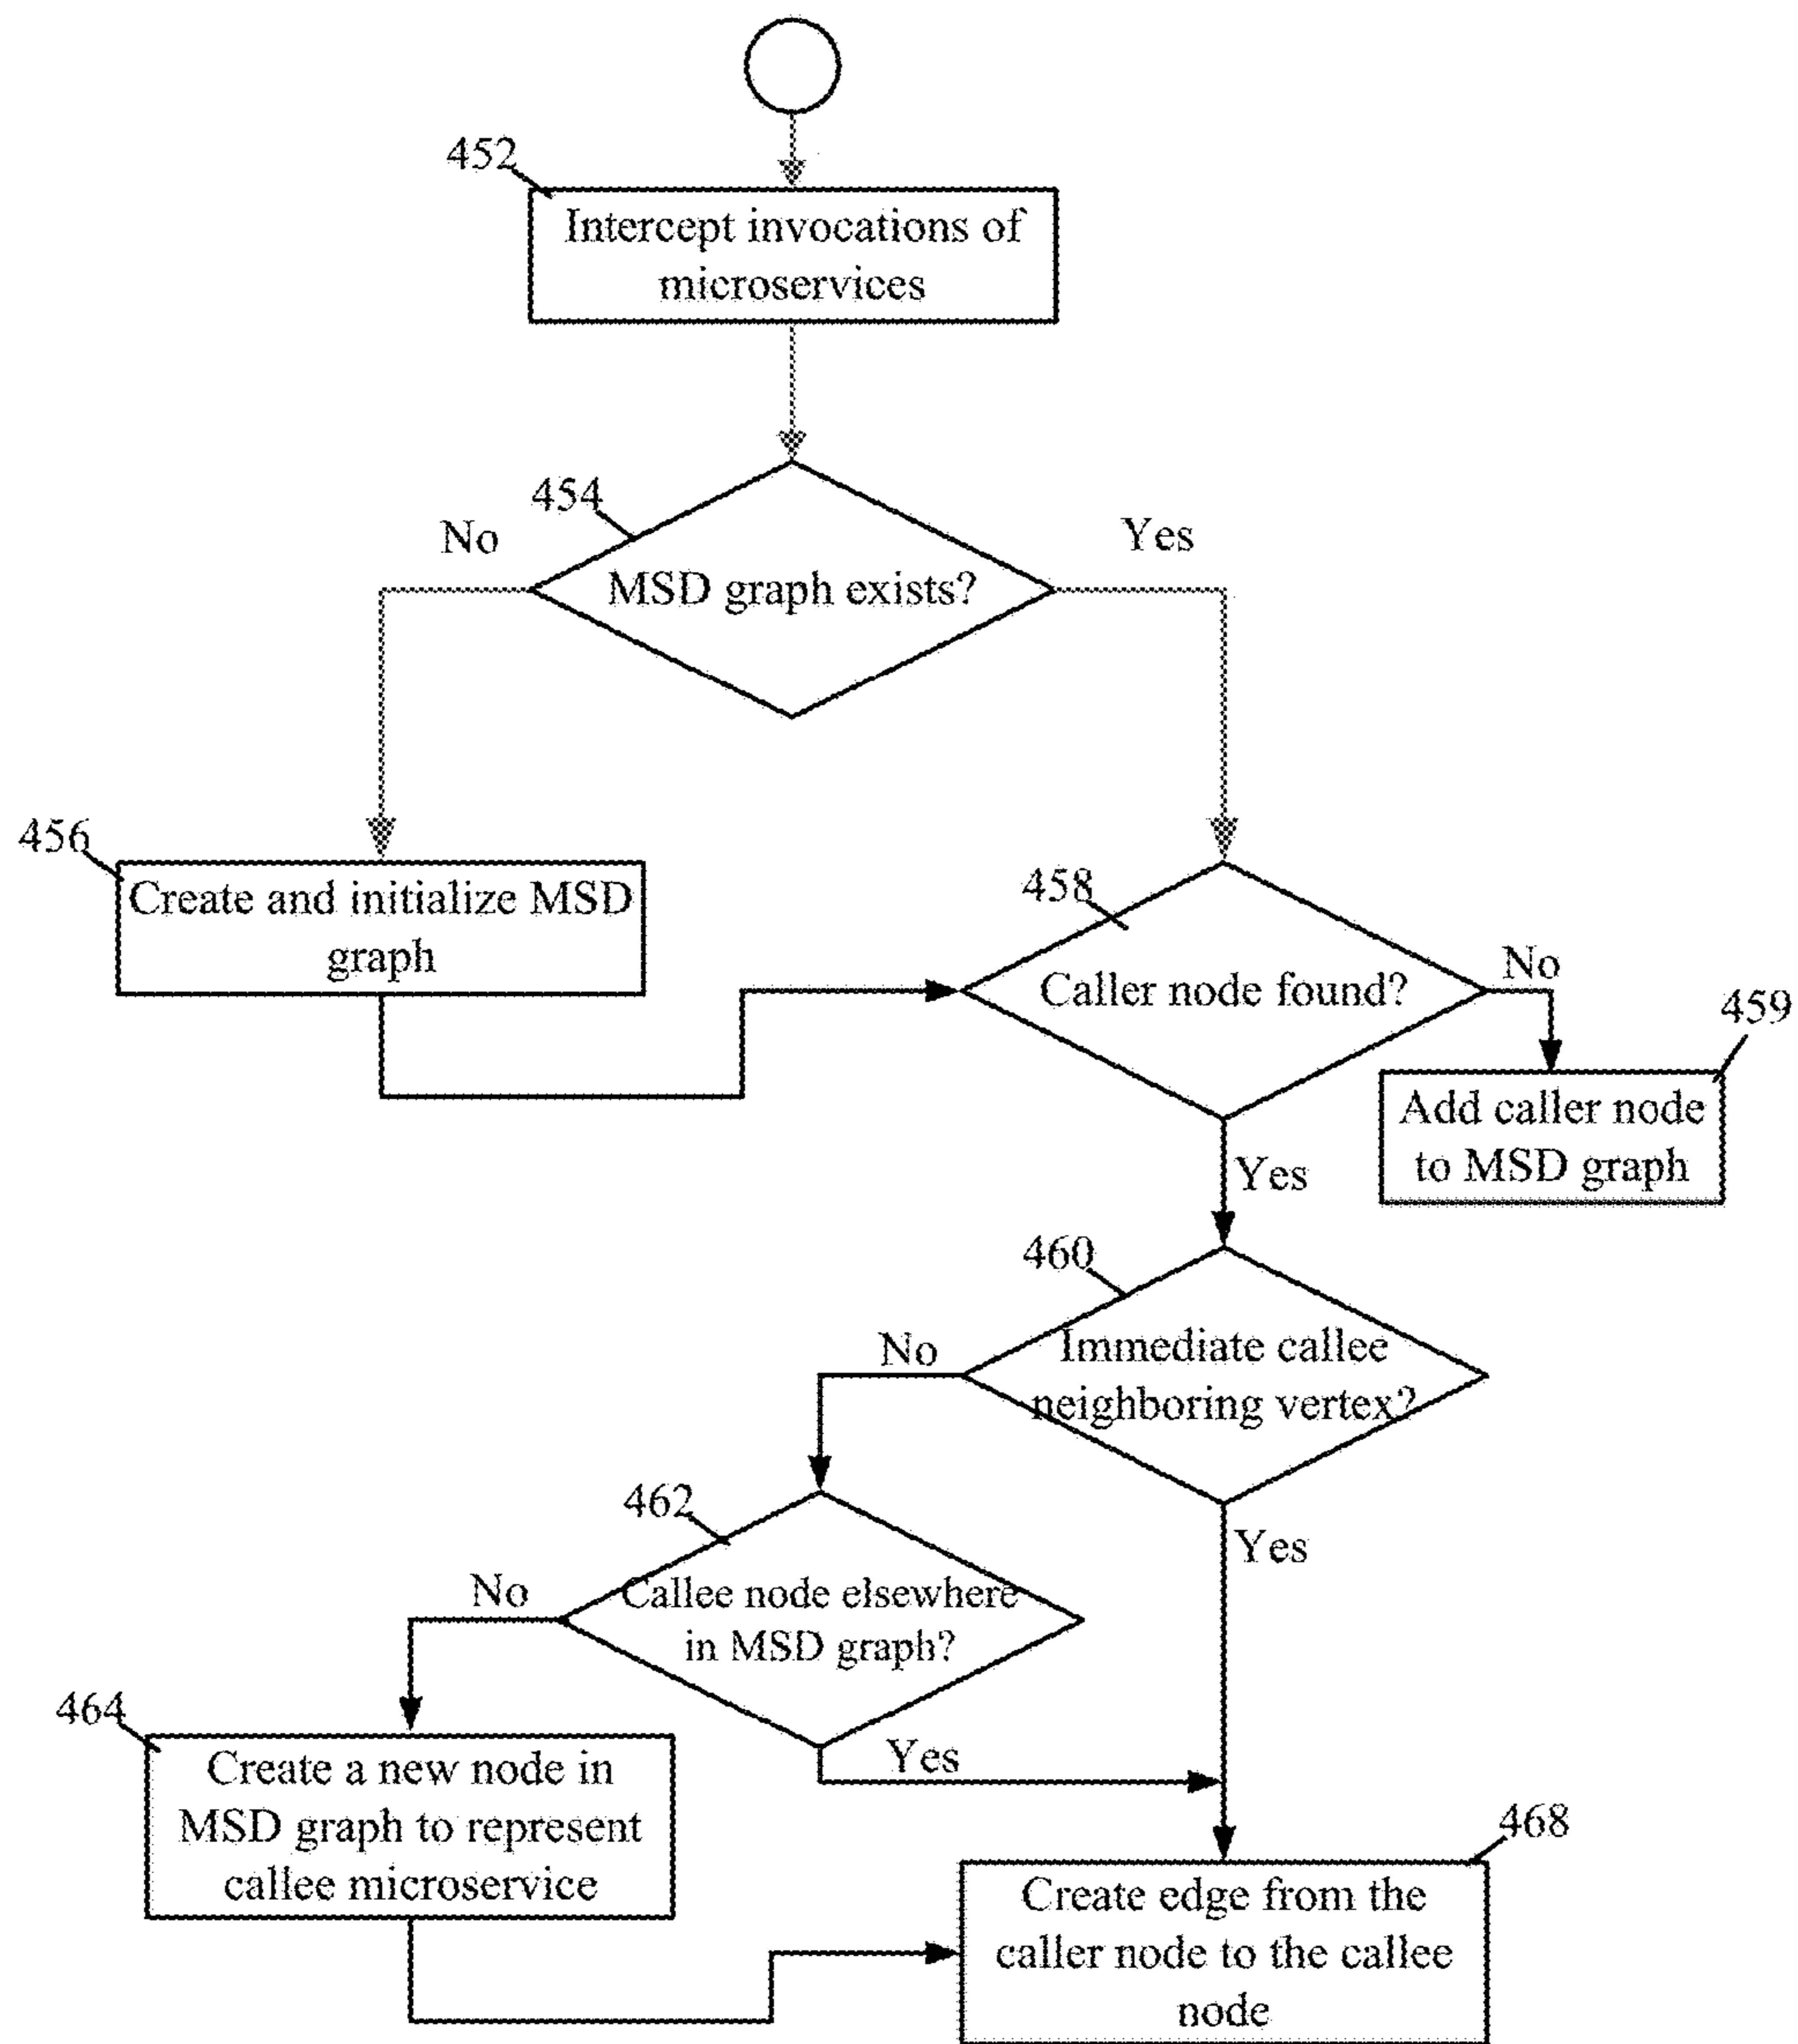 452
Intercept invocations of
microservices
454
No
Yes
MSD graph exists?
456
Create and initialize MSD
graph
458
Caller node found?
No
459
Add caller node
to MSD graph
Yes
460
No
Immediate callee
neighboring vertex?
462
Yes
No
Callee node elsewhere
in MSD graph?
464
Yes
Create a new node in
MSD graph to represent
callee microservice
468
Create edge from the
caller node to the callee
node